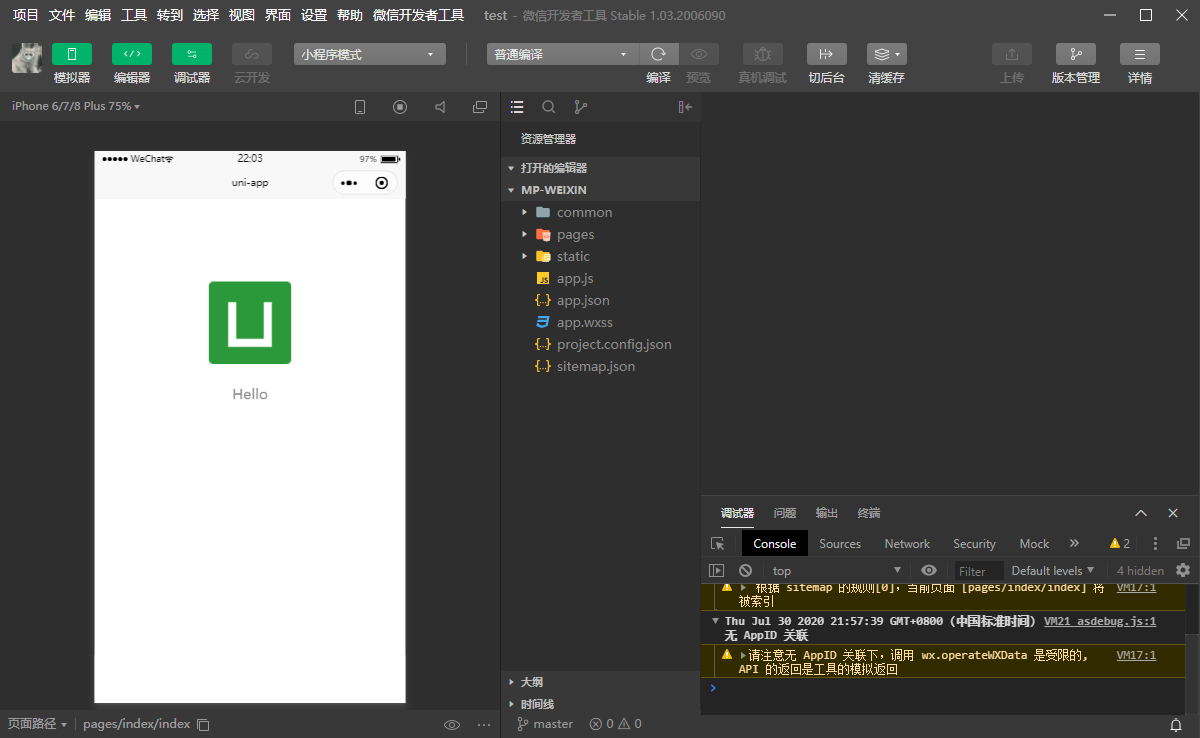 项目 文件 编辑 工具 转到 选择 视图 界面 设置 帮助 微信开发者工具 test - 微信开发者工具 Stable 1.03.2006090
小程序模式 普通编译
模拟器 编辑器 调试器 云开发 编译 预览 真机调试 切后台 清缓存 上传 版本管理 详情
iPhone 6/7/8 Plus 75%
WeChat 22:03 97%
uni-app
Hello
页面路径 pages/index/index
资源管理器
打开的编辑器
MP-WEIXIN
common
pages
static
app.js
app.json
app.wxss
project.config.json
sitemap.json
大纲
时间线
master 0 0
调试器 问题 输出 终端
Console Sources Network Security Mock 2
top Filter Default levels 4 hidden
根据 sitemap 的规则[0]，当前页面 [pages/index/index] 将 VM17:1
被索引
Thu Jul 30 2020 21:57:39 GMT+0800 (中国标准时间) VM21 asdebug.js:1
无 AppID 关联
请注意无 AppID 关联下，调用 wx.operateWXData 是受限的, VM17:1
API 的返回是工具的模拟返回